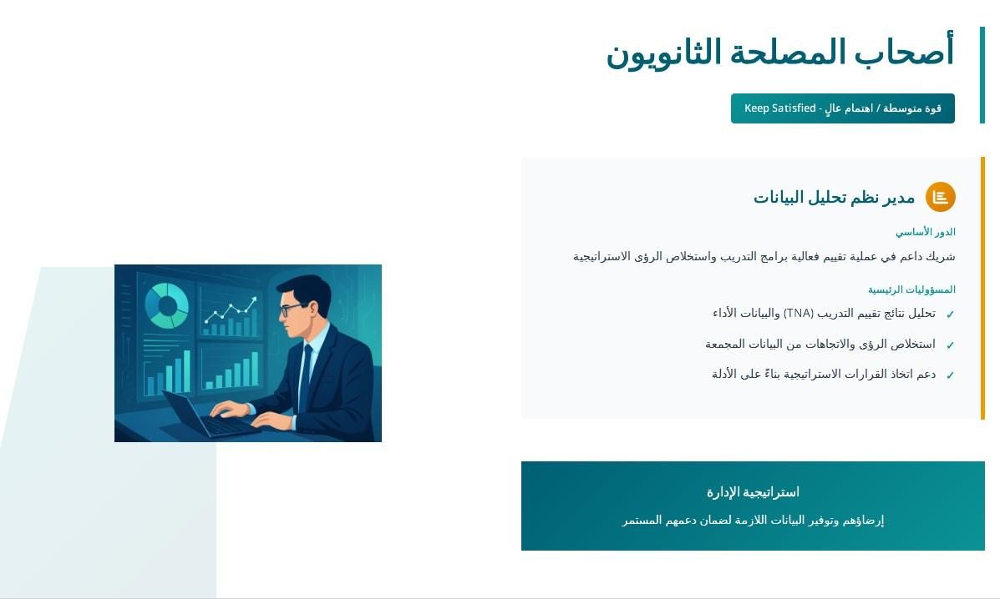 أصحاب المصلحة الثانويون
قوة متوسطة / اهتمام عالٍ - Keep Satisfied
مدير نظم تحليل البيانات
الدور الأساسي
شريك داعم في عملية تقييم فعالية برامج التدريب واستخلاص الرؤى الاستراتيجية
المسؤوليات الرئيسية
✓ تحليل نتائج تقييم التدريب (TNA) والبيانات الأداء
✓ استخلاص الرؤى والاتجاهات من البيانات المجمعة
✓ دعم اتخاذ القرارات الاستراتيجية بناءً على الأدلة
استراتيجية الإدارة
إرضاؤهم وتوفير البيانات اللازمة لضمان دعمهم المستمر